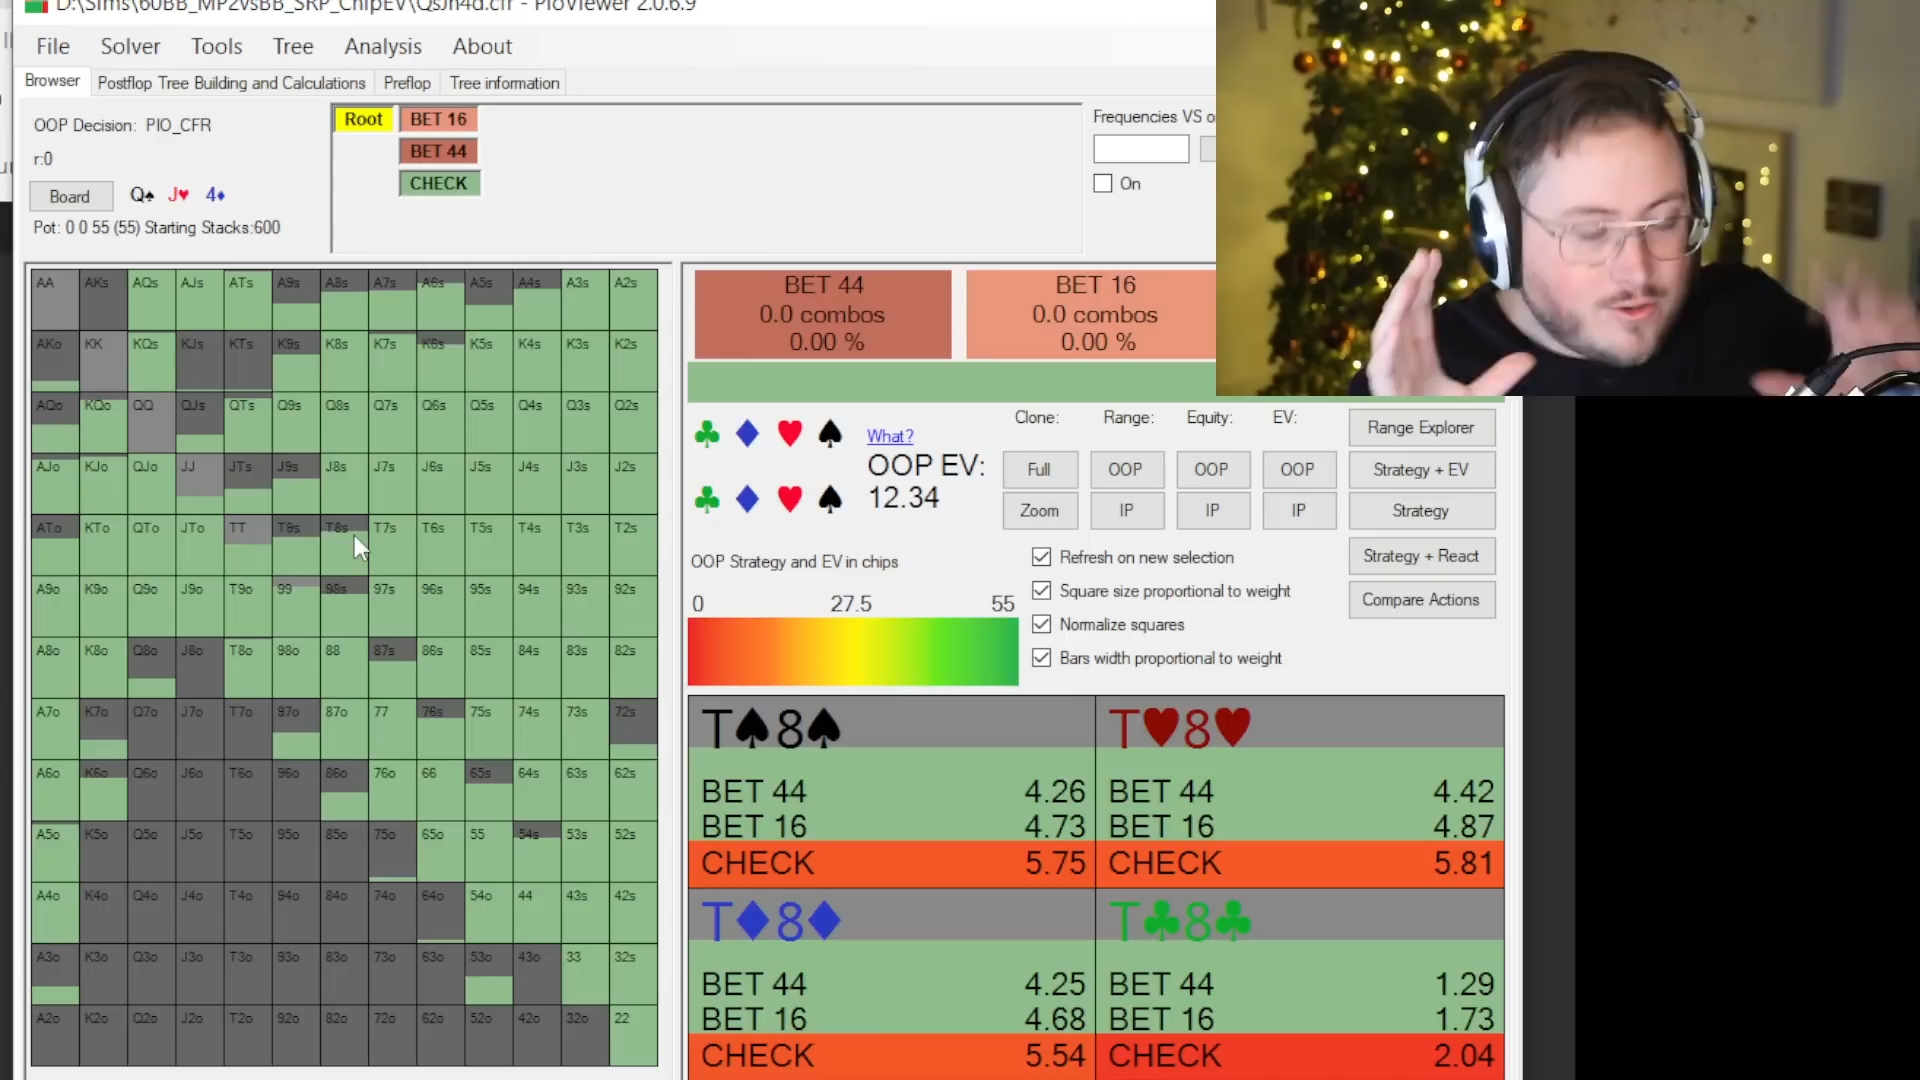 D:\Sims\60BB_MP2vsBB_SRP_ChipEV\QsJh4d.cfr - PioViewer 2.0.6.9
File Solver Tools Tree Analysis About
Browser Postflop Tree Building and Calculations Preflop Tree information
OOP Decision: PIO_CFR
r:0
Board Q♠ J♥ 4♦
Pot: 0 0 55 (55) Starting Stacks:600
Root BET 16
BET 44
CHECK
Frequencies VS
On
AA AKs AQs AJs ATs A9s A8s A7s A6s A5s A4s A3s A2s
AKo KK KQs KJs KTs K9s K8s K7s K6s K5s K4s K3s K2s
AQo KQo QQ QJs QTs Q9s Q8s Q7s Q6s Q5s Q4s Q3s Q2s
AJo KJo QJo JJ JTs J9s J8s J7s J6s J5s J4s J3s J2s
ATo KTo QTo JTo TT T9s T8s T7s T6s T5s T4s T3s T2s
A9o K9o Q9o J9o T9o 99 98s 97s 96s 95s 94s 93s 92s
A8o K8o Q8o J8o T8o 98o 88 87s 86s 85s 84s 83s 82s
A7o K7o Q7o J7o T7o 97o 87o 77 76s 75s 74s 73s 72s
A6o K6o Q6o J6o T6o 96o 86o 76o 66 65s 64s 63s 62s
A5o K5o Q5o J5o T5o 95o 85o 75o 65o 55 54s 53s 52s
A4o K4o Q4o J4o T4o 94o 84o 74o 64o 54o 44 43s 42s
A3o K3o Q3o J3o T3o 93o 83o 73o 63o 53o 43o 33 32s
A2o K2o Q2o J2o T2o 92o 82o 72o 62o 52o 42o 32o 22
BET 44
0.0 combos
0.00 %
BET 16
0.0 combos
0.00 %
♣ ♦ ♥ ♠
♣ ♦ ♥ ♠
What?
OOP EV:
12.34
Clone: Range: Equity: EV:
Full OOP OOP OOP
Zoom IP IP IP
Range Explorer
Strategy + EV
Strategy
Strategy + React
Compare Actions
OOP Strategy and EV in chips
0 27.5 55
Refresh on new selection
Square size proportional to weight
Normalize squares
Bars width proportional to weight
T♠8♠
BET 44 4.26
BET 16 4.73
CHECK 5.75
T♥8♥
BET 44 4.42
BET 16 4.87
CHECK 5.81
T♦8♦
BET 44 4.25
BET 16 4.68
CHECK 5.54
T♣8♣
BET 44 1.29
BET 16 1.73
CHECK 2.04